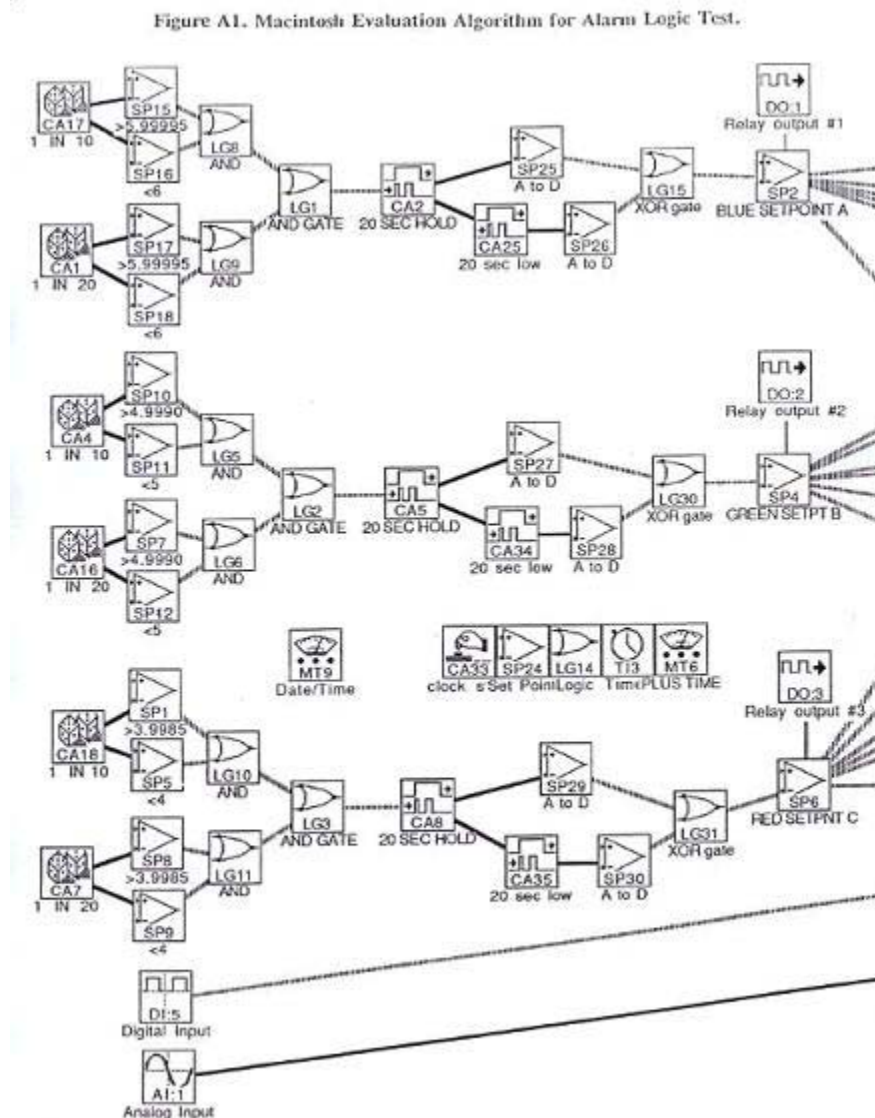 Figure A1. Macintosh Evaluation Algorithm for Alarm Logic Test.
CA17
1 IN 10
SP15
>5.99995
SP16
<6
LG8
AND
CA1
1 IN 20
SP17
>5.99995
SP18
<6
LG9
AND
LG1
AND GATE
CA2
20 SEC HOLD
SP25
A to D
CA25
20 sec low
SP26
A to D
LG15
XOR gate
DO:1
Relay output #1
SP2
BLUE SETPOINT A
CA4
1 IN 10
SP10
>4.9990
SP11
<5
LG5
AND
CA16
1 IN 20
SP7
>4.9990
SP12
<5
LG6
AND
LG2
AND GATE
CA5
20 SEC HOLD
SP27
A to D
CA34
20 sec low
SP28
A to D
LG30
XOR gate
DO:2
Relay output #2
SP4
GREEN SETPT B
MT9
Date/Time
CA33 SP24 LG14 TI3 MT6
clock s'Set PointLogic TimePLUS TIME
CA18
1 IN 10
SP1
>3.9985
SP5
<4
LG10
AND
CA7
1 IN 20
SP8
>3.9985
SP9
<4
LG11
AND
LG3
AND GATE
CA8
20 SEC HOLD
SP29
A to D
CA35
20 sec low
SP30
A to D
LG31
XOR gate
DO:3
Relay output #3
SP6
RED SETPNT C
DI:5
Digital Input
AI:1
Analog Input